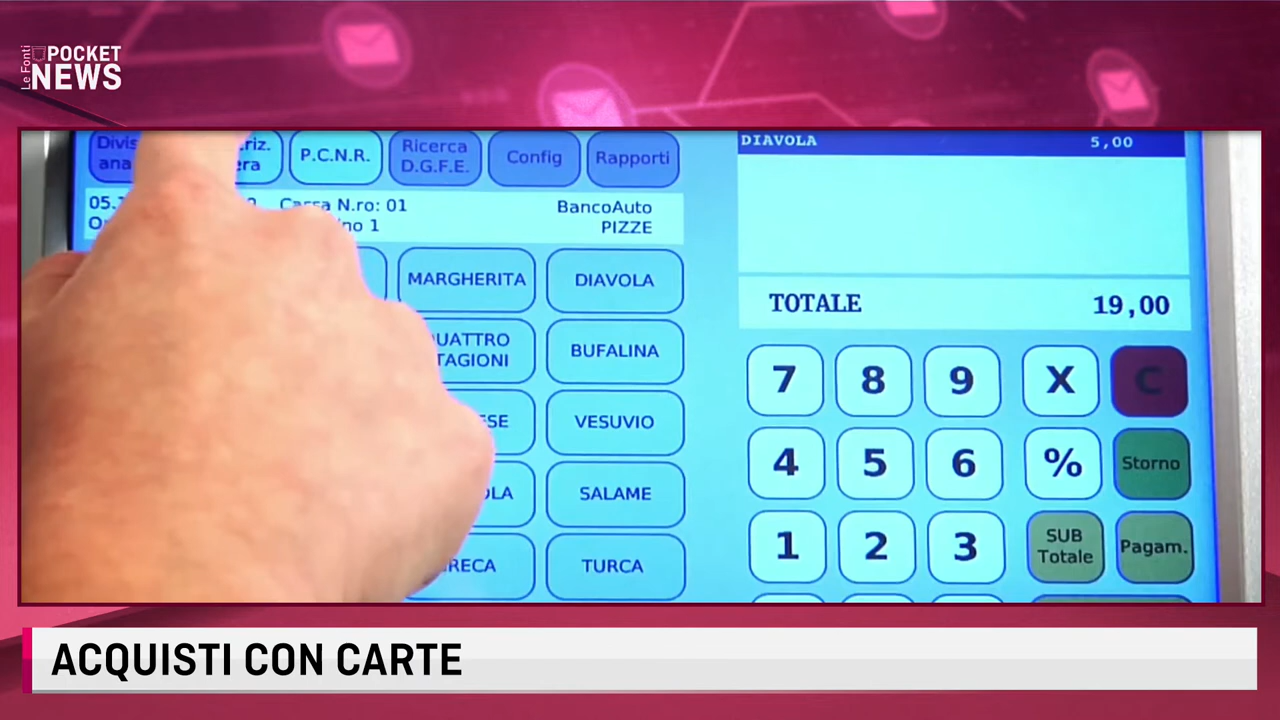 Le Fonti
POCKET
NEWS
P.C.N.R.
Ricerca
D.G.F.E.
Config
Rapporti
DIAVOLA 5,00
N.ro: 01
BancoAuto
PIZZE
MARGHERITA
DIAVOLA
TOTALE 19,00
BUFALINA
7 8 9 X C
VESUVIO
4 5 6 % Storno
SALAME
1 2 3
SUB
Totale
Pagam.
TURCA
ACQUISTI CON CARTE